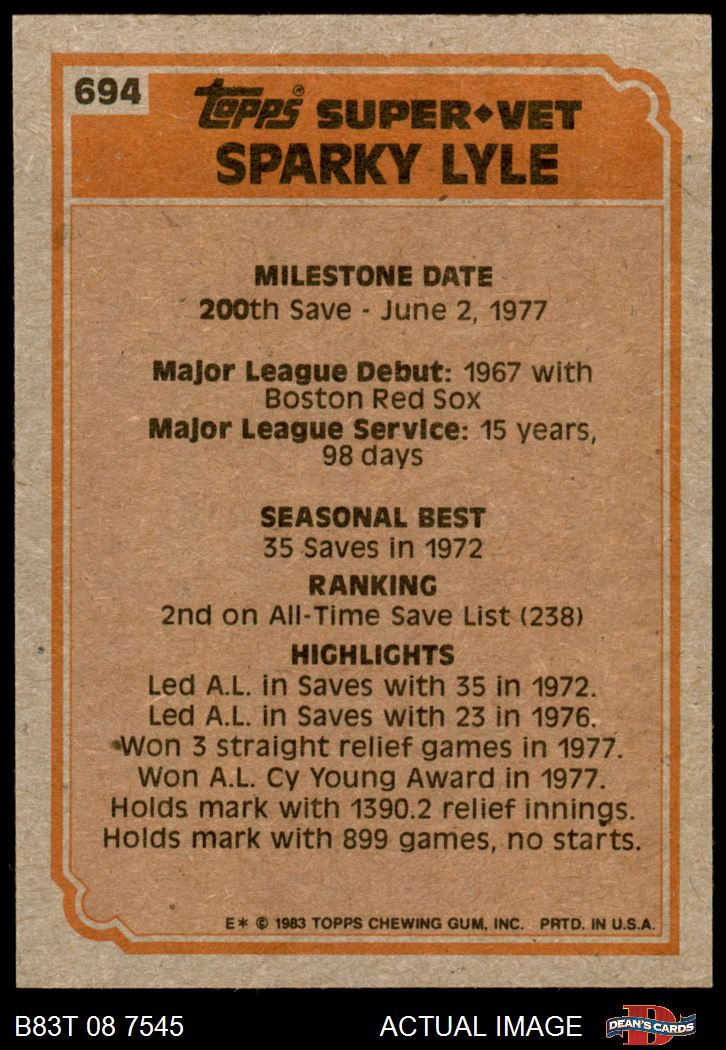 694
Topps® SUPER◆VET
SPARKY LYLE
MILESTONE DATE
200th Save - June 2, 1977
Major League Debut: 1967 with
Boston Red Sox
Major League Service: 15 years,
98 days
SEASONAL BEST
35 Saves in 1972
RANKING
2nd on All-Time Save List (238)
HIGHLIGHTS
Led A.L. in Saves with 35 in 1972.
Led A.L. in Saves with 23 in 1976.
Won 3 straight relief games in 1977.
Won A.L. Cy Young Award in 1977.
Holds mark with 1390.2 relief innings.
Holds mark with 899 games, no starts.
E* © 1983 TOPPS CHEWING GUM, INC. PRTD. IN U.S.A.
B83T 08 7545 ACTUAL IMAGE D DEAN'S CARDS